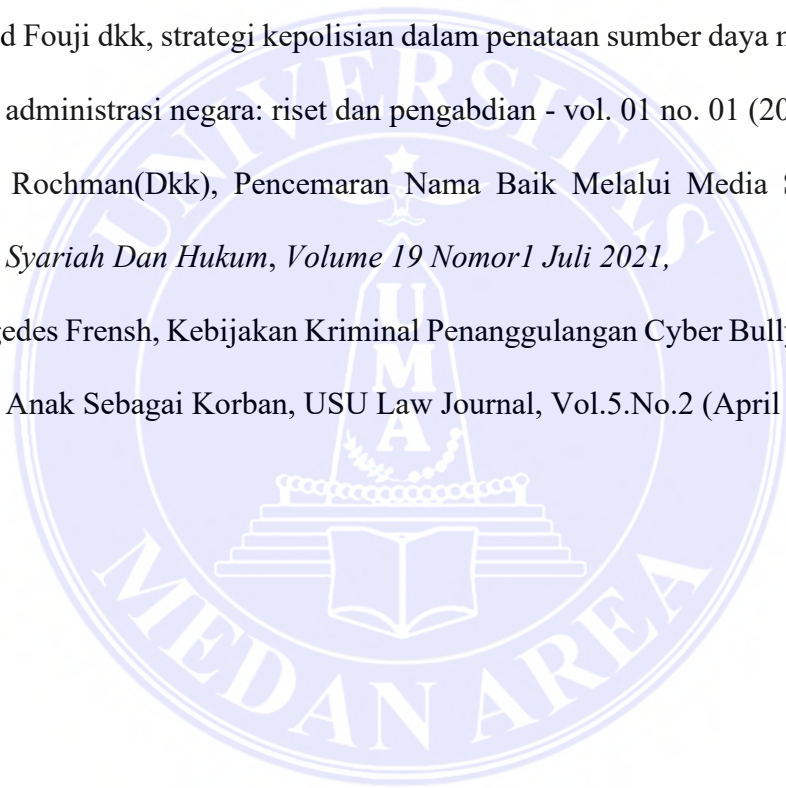 d Fouji dkk, strategi kepolisian dalam penataan sumber daya
administrasi negara: riset dan pengabdian - vol. 01 no. 01 (20
Rochman(Dkk), Pencemaran Nama Baik Melalui Media S
Syariah Dan Hukum, Volume 19 Nomor1 Juli 2021,
gedes Frensh, Kebijakan Kriminal Penanggulangan Cyber Bully
Anak Sebagai Korban, USU Law Journal, Vol.5.No.2 (April
UNIVERSITAS
UMA
MEDAN AREA